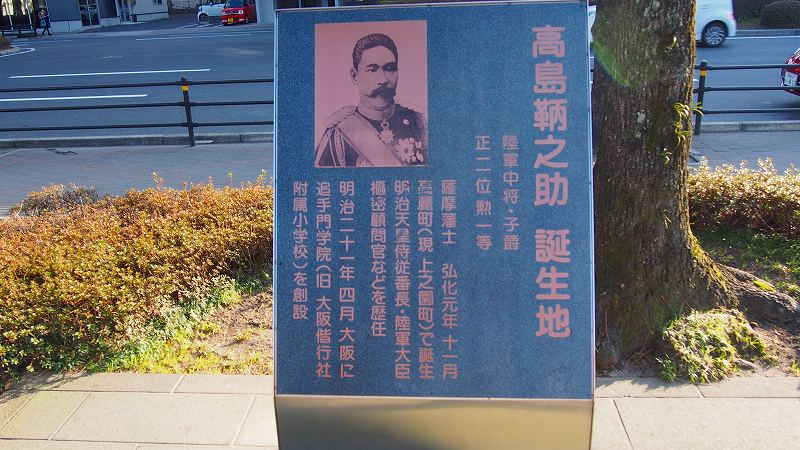 高島鞆之助 誕生地
陸軍中将・子爵
正二位 勲一等
薩摩藩士 弘化元年 十一月
高麗町(現 上之園町)で誕生
明治天皇侍従番長・陸軍大臣
樞密顧問官などを歴任
明治二十一年四月 大阪に
追手門学院(旧 大阪偕行社
附属小学校)を創設